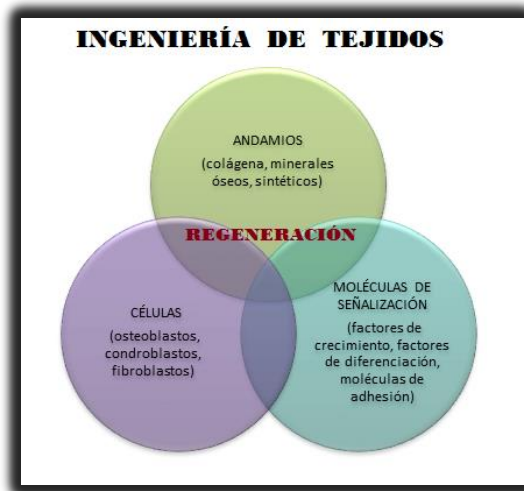 INGENIERÍA DE TEJIDOS
ANDAMIOS
(colágena, minerales
óseos, sintéticos)
REGENERACIÓN
CÉLULAS
(osteoblastos,
condroblastos,
fibroblastos)
MOLÉCULAS DE
SEÑALIZACIÓN
(factores de
crecimiento, factores
de diferenciación,
moléculas de
adhesión)